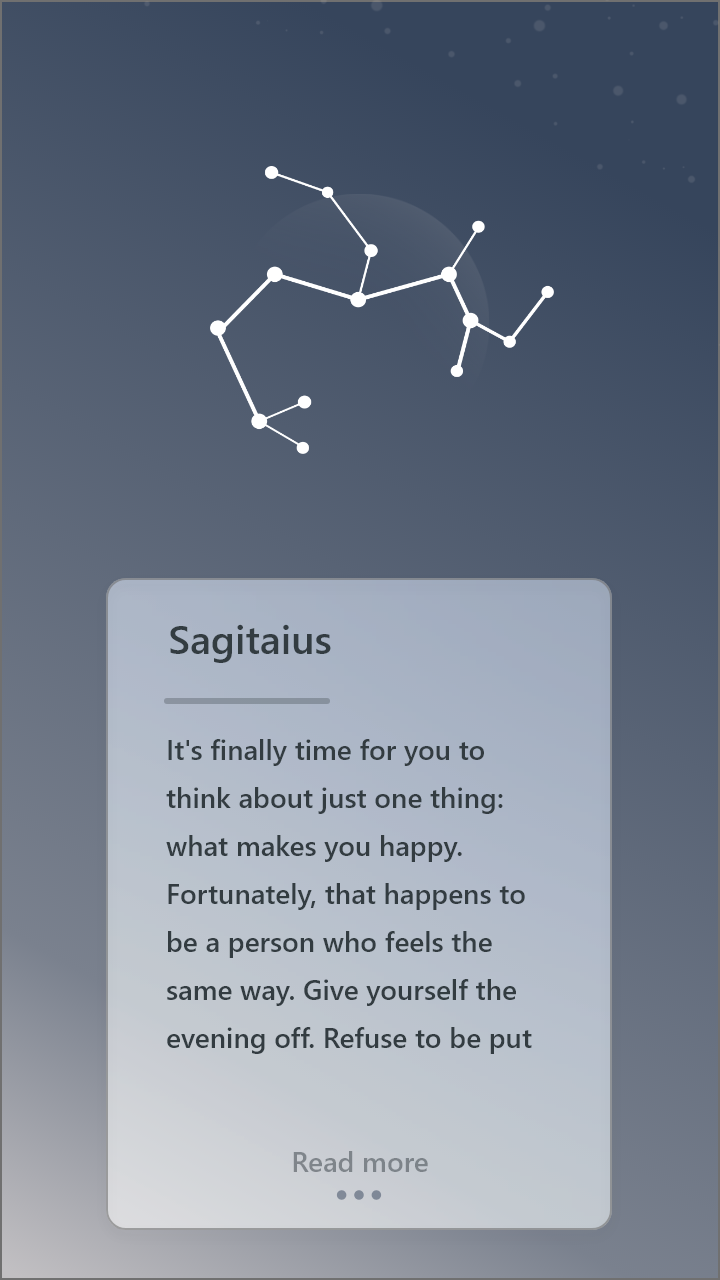 Sagitaius
It's finally time for you to
think about just one thing:
what makes you happy.
Fortunately, that happens to
be a person who feels the
same way. Give yourself the
evening off. Refuse to be put
Read more